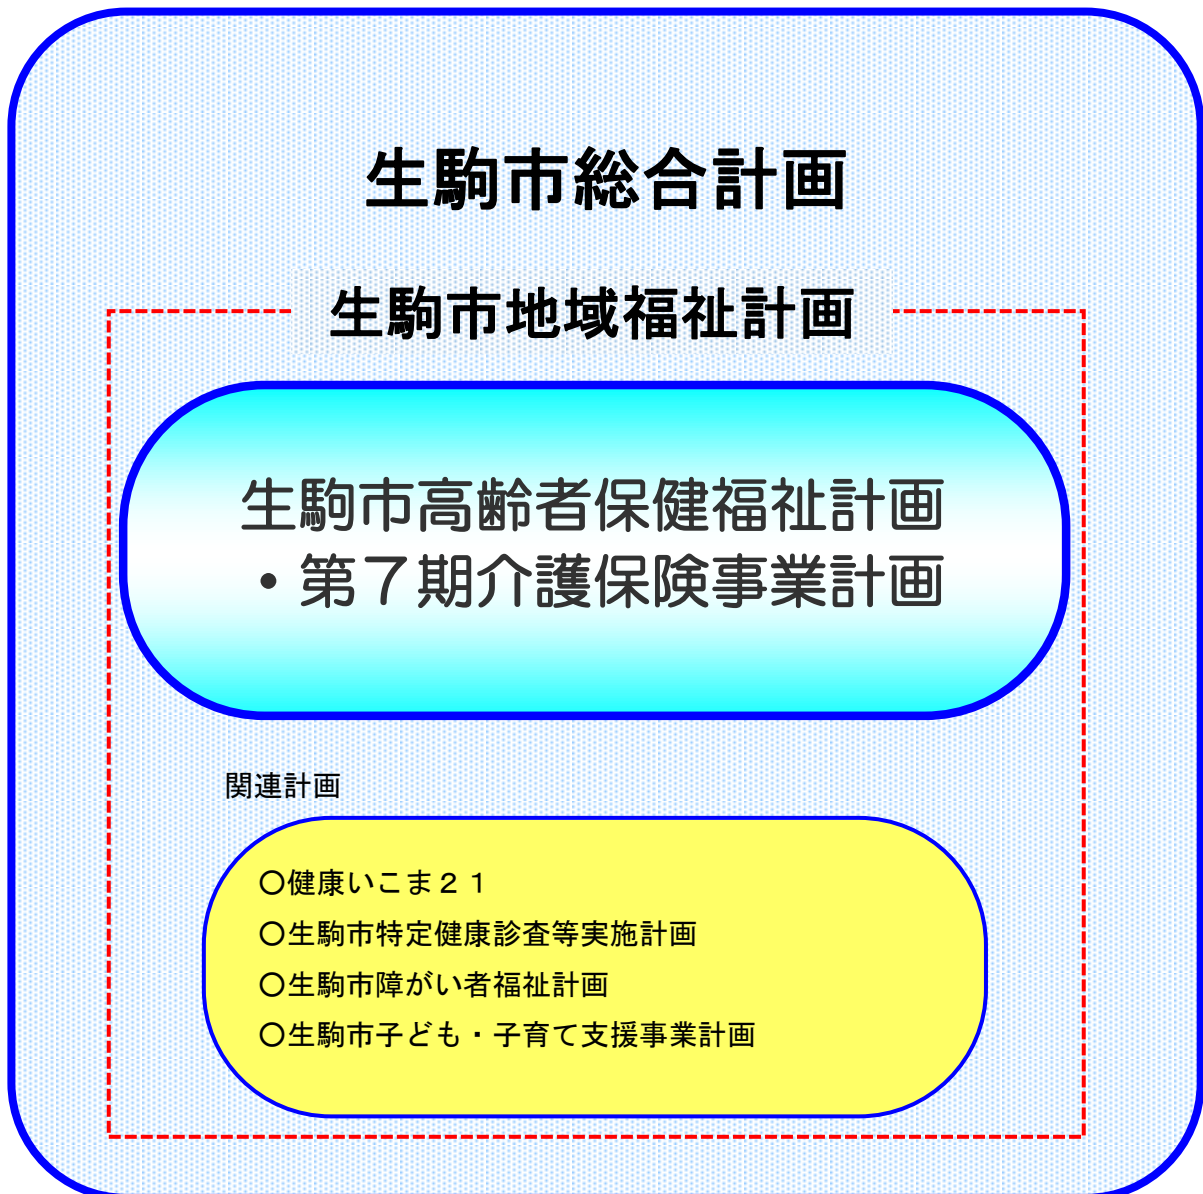 生駒市総合計画
生駒市地域福祉計画
生駒市高齢者保健福祉計画
・第７期介護保険事業計画
関連計画
〇健康いこま２１
〇生駒市特定健康診査等実施計画
〇生駒市障がい者福祉計画
〇生駒市子ども・子育て支援事業計画